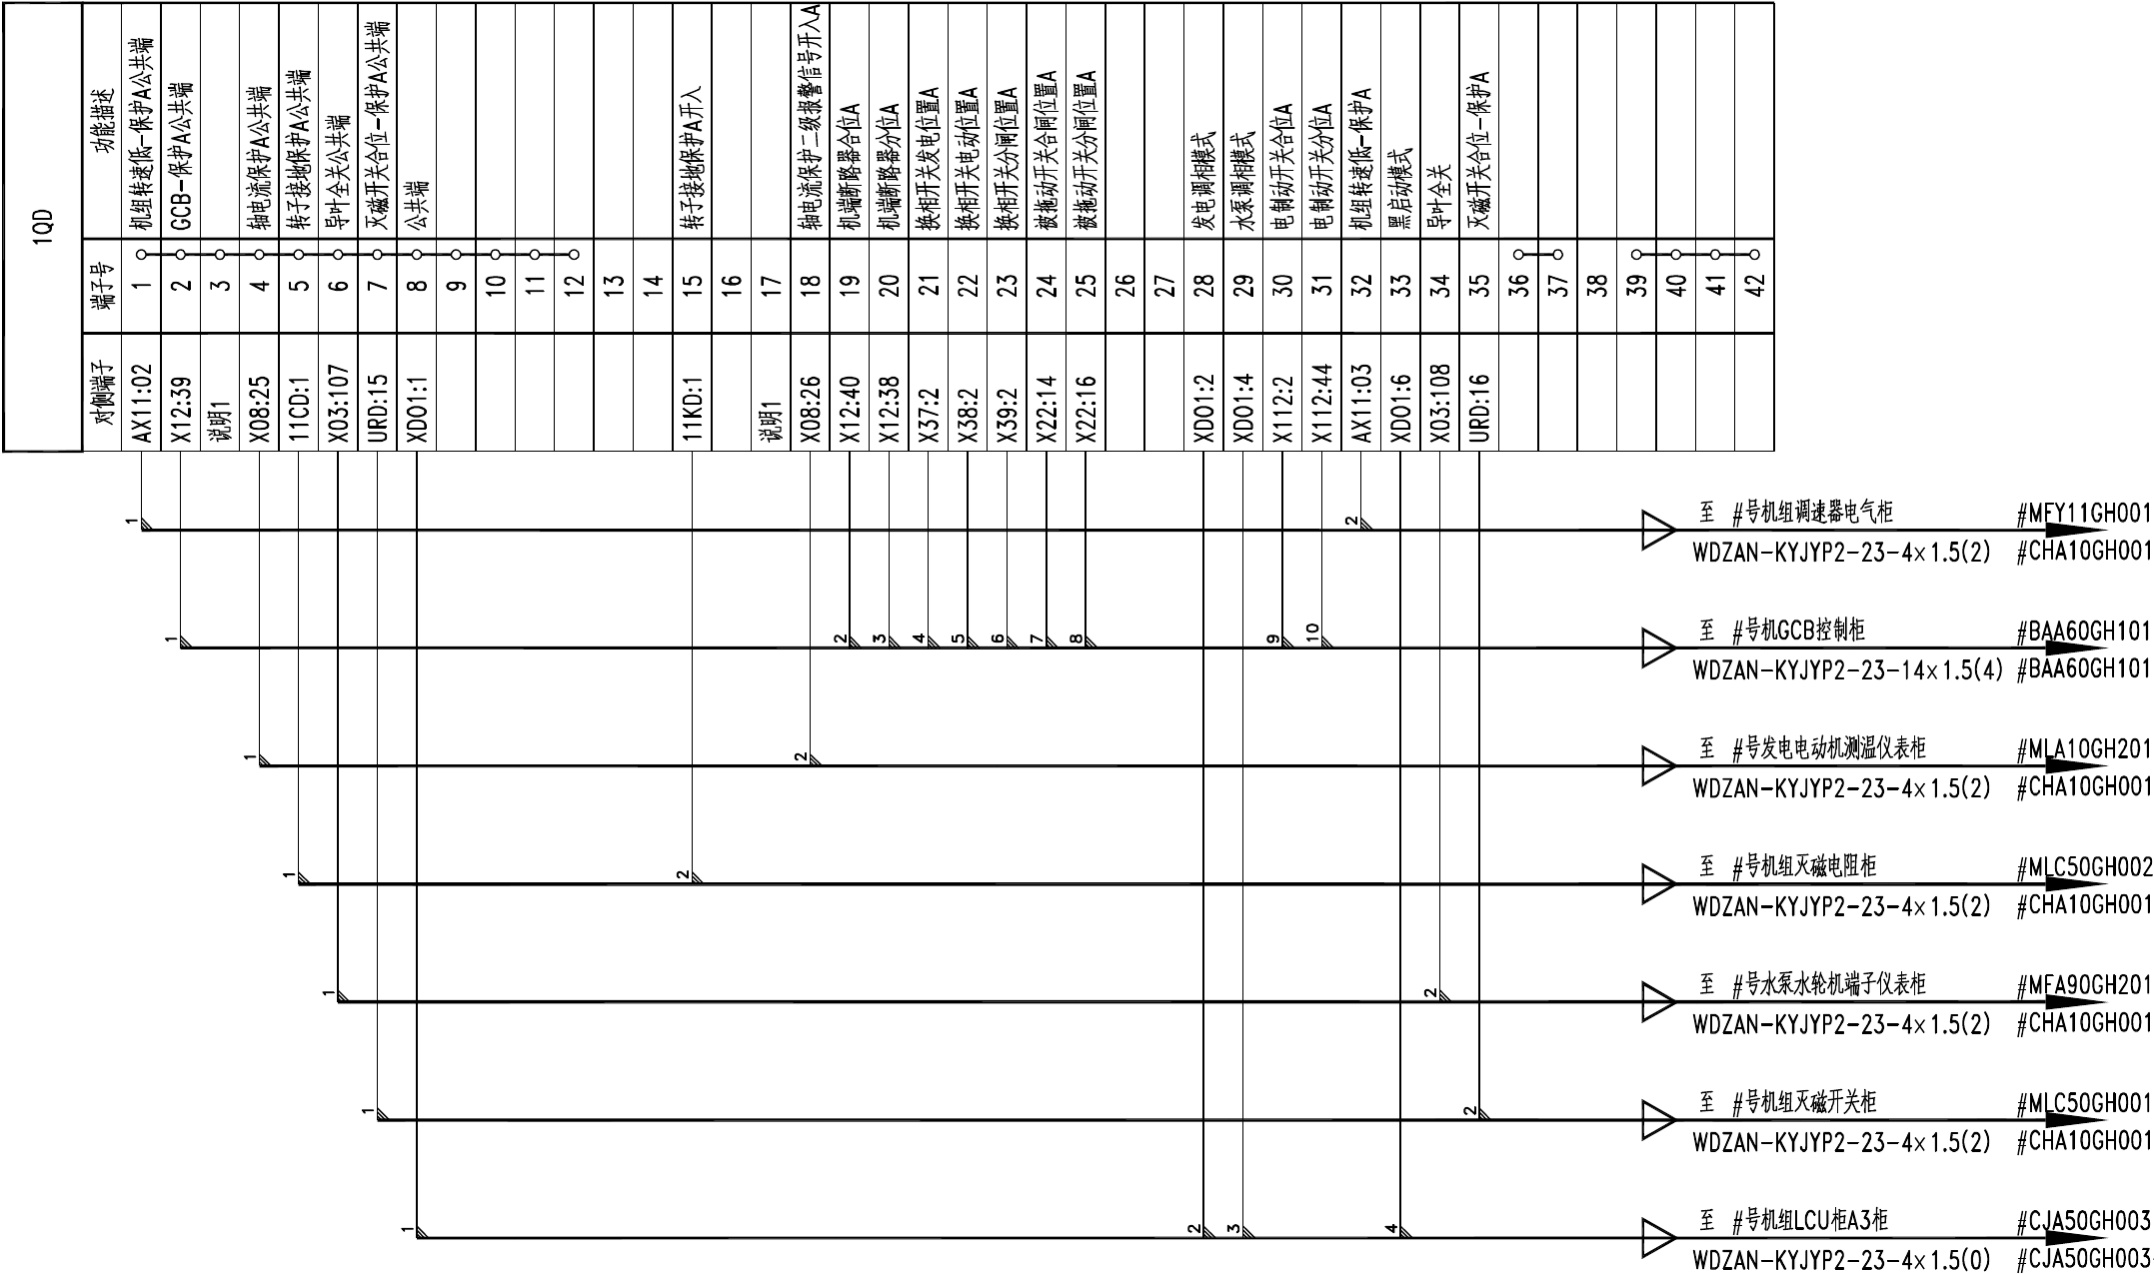 1QD
功能描述
机组转速低-保护A公共端
GCB-保护A公共端
轴电流保护A公共端
转子接地保护A公共端
导叶全关公共端
灭磁开关合位-保护A公共端
公共端
转子接地保护A开入
轴电流保护二级报警信号开入A
机端断路器合位A
机端断路器分位A
换相开关发电位置A
换相开关电动位置A
换相开关分闸位置A
被拖动开关合闸位置A
被拖动开关分闸位置A
发电调相模式
水泵调相模式
电制动开关合位A
电制动开关分位A
机组转速低-保护A
黑启动模式
导叶全关
灭磁开关合位-保护A
端子号
1 2 3 4 5 6 7 8 9 10 11 12 13 14 15 16 17 18 19 20 21 22 23 24 25 26 27 28 29 30 31 32 33 34 35 36 37 38 39 40 41 42
对侧端子
AX11:02
X12:39
说明1
X08:25
11CD:1
X03:107
URD:15
XD01:1
11KD:1
说明1
X08:26
X12:40
X12:38
X37:2
X38:2
X39:2
X22:14
X22:16
XD01:2
XD01:4
X112:2
X112:44
AX11:03
XD01:6
X03:108
URD:16
1 2
至 #号机组调速器电气柜 #MFY11GH001
WDZAN-KYJYP2-23-4×1.5(2) #CHA10GH001
1 2 3 4 5 6 7 8 9 10
至 #号机GCB控制柜 #BAA60GH101
WDZAN-KYJYP2-23-14×1.5(4) #BAA60GH101
1 2
至 #号发电电动机测温仪表柜 #MLA10GH201
WDZAN-KYJYP2-23-4×1.5(2) #CHA10GH001
1 2
至 #号机组灭磁电阻柜 #MLC50GH002
WDZAN-KYJYP2-23-4×1.5(2) #CHA10GH001
1 2
至 #号水泵水轮机端子仪表柜 #MFA90GH201
WDZAN-KYJYP2-23-4×1.5(2) #CHA10GH001
1 2
至 #号机组灭磁开关柜 #MLC50GH001
WDZAN-KYJYP2-23-4×1.5(2) #CHA10GH001
1 2 3 4
至 #号机组LCU柜A3柜 #CJA50GH003
WDZAN-KYJYP2-23-4×1.5(0) #CJA50GH003